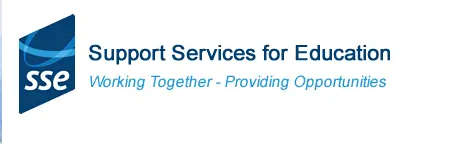 sse
Support Services for Education
Working Together - Providing Opportunities